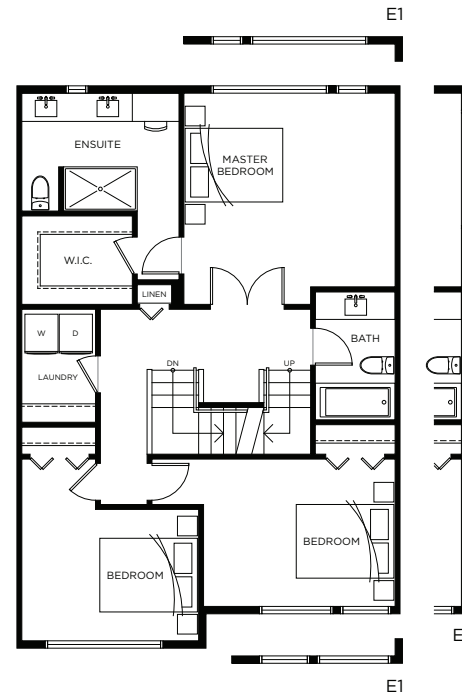 E1
ENSUITE
MASTER
BEDROOM
W.I.C.
LINEN
W D
BATH
DN UP
LAUNDRY
BEDROOM
BEDROOM
E
E1